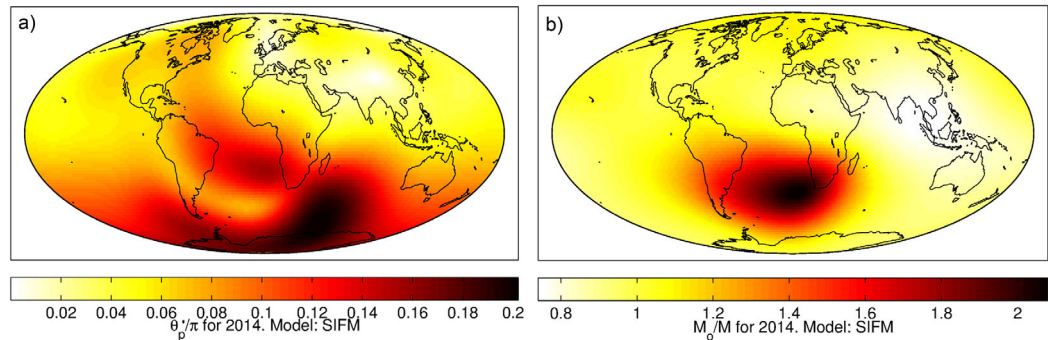 a)
b)
0.02 0.04 0.06 0.08 0.1 0.12 0.14 0.16 0.18 0.2
θp*/π for 2014. Model: SIFM
0.8 1 1.2 1.4 1.6 1.8 2
Mo/M for 2014. Model: SIFM